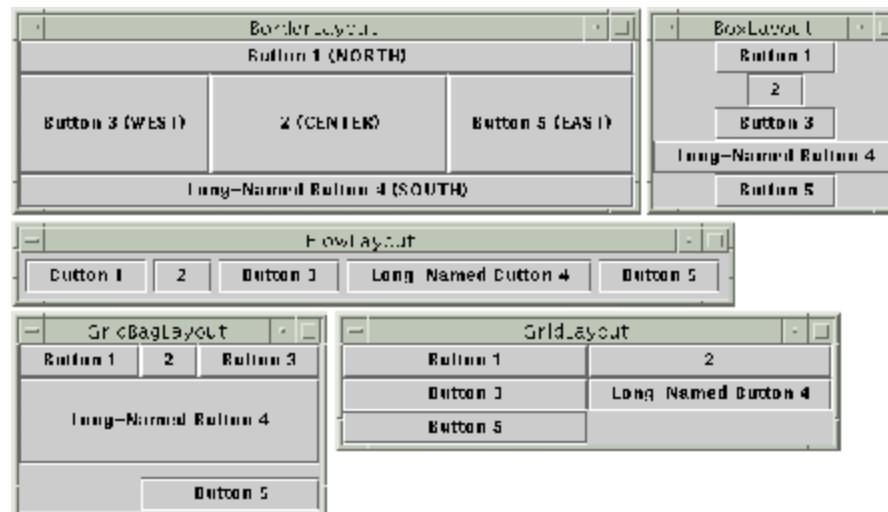 BorderLayout
Button 1 (NORTH)
Button 3 (WEST)
2 (CENTER)
Button 5 (EAST)
Long-Named Button 4 (SOUTH)
BoxLayout
Button 1
2
Button 3
Long-Named Button 4
Button 5
FlowLayout
Button 1
2
Button 3
Long-Named Button 4
Button 5
GridBagLayout
Button 1
2
Button 3
Long-Named Button 4
Button 5
GridLayout
Button 1
2
Button 3
Long-Named Button 4
Button 5